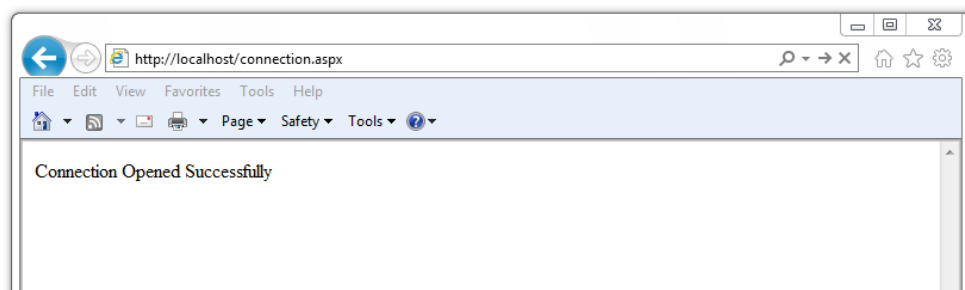 http://localhost/connection.aspx
File Edit View Favorites Tools Help
Page Safety Tools
Connection Opened Successfully